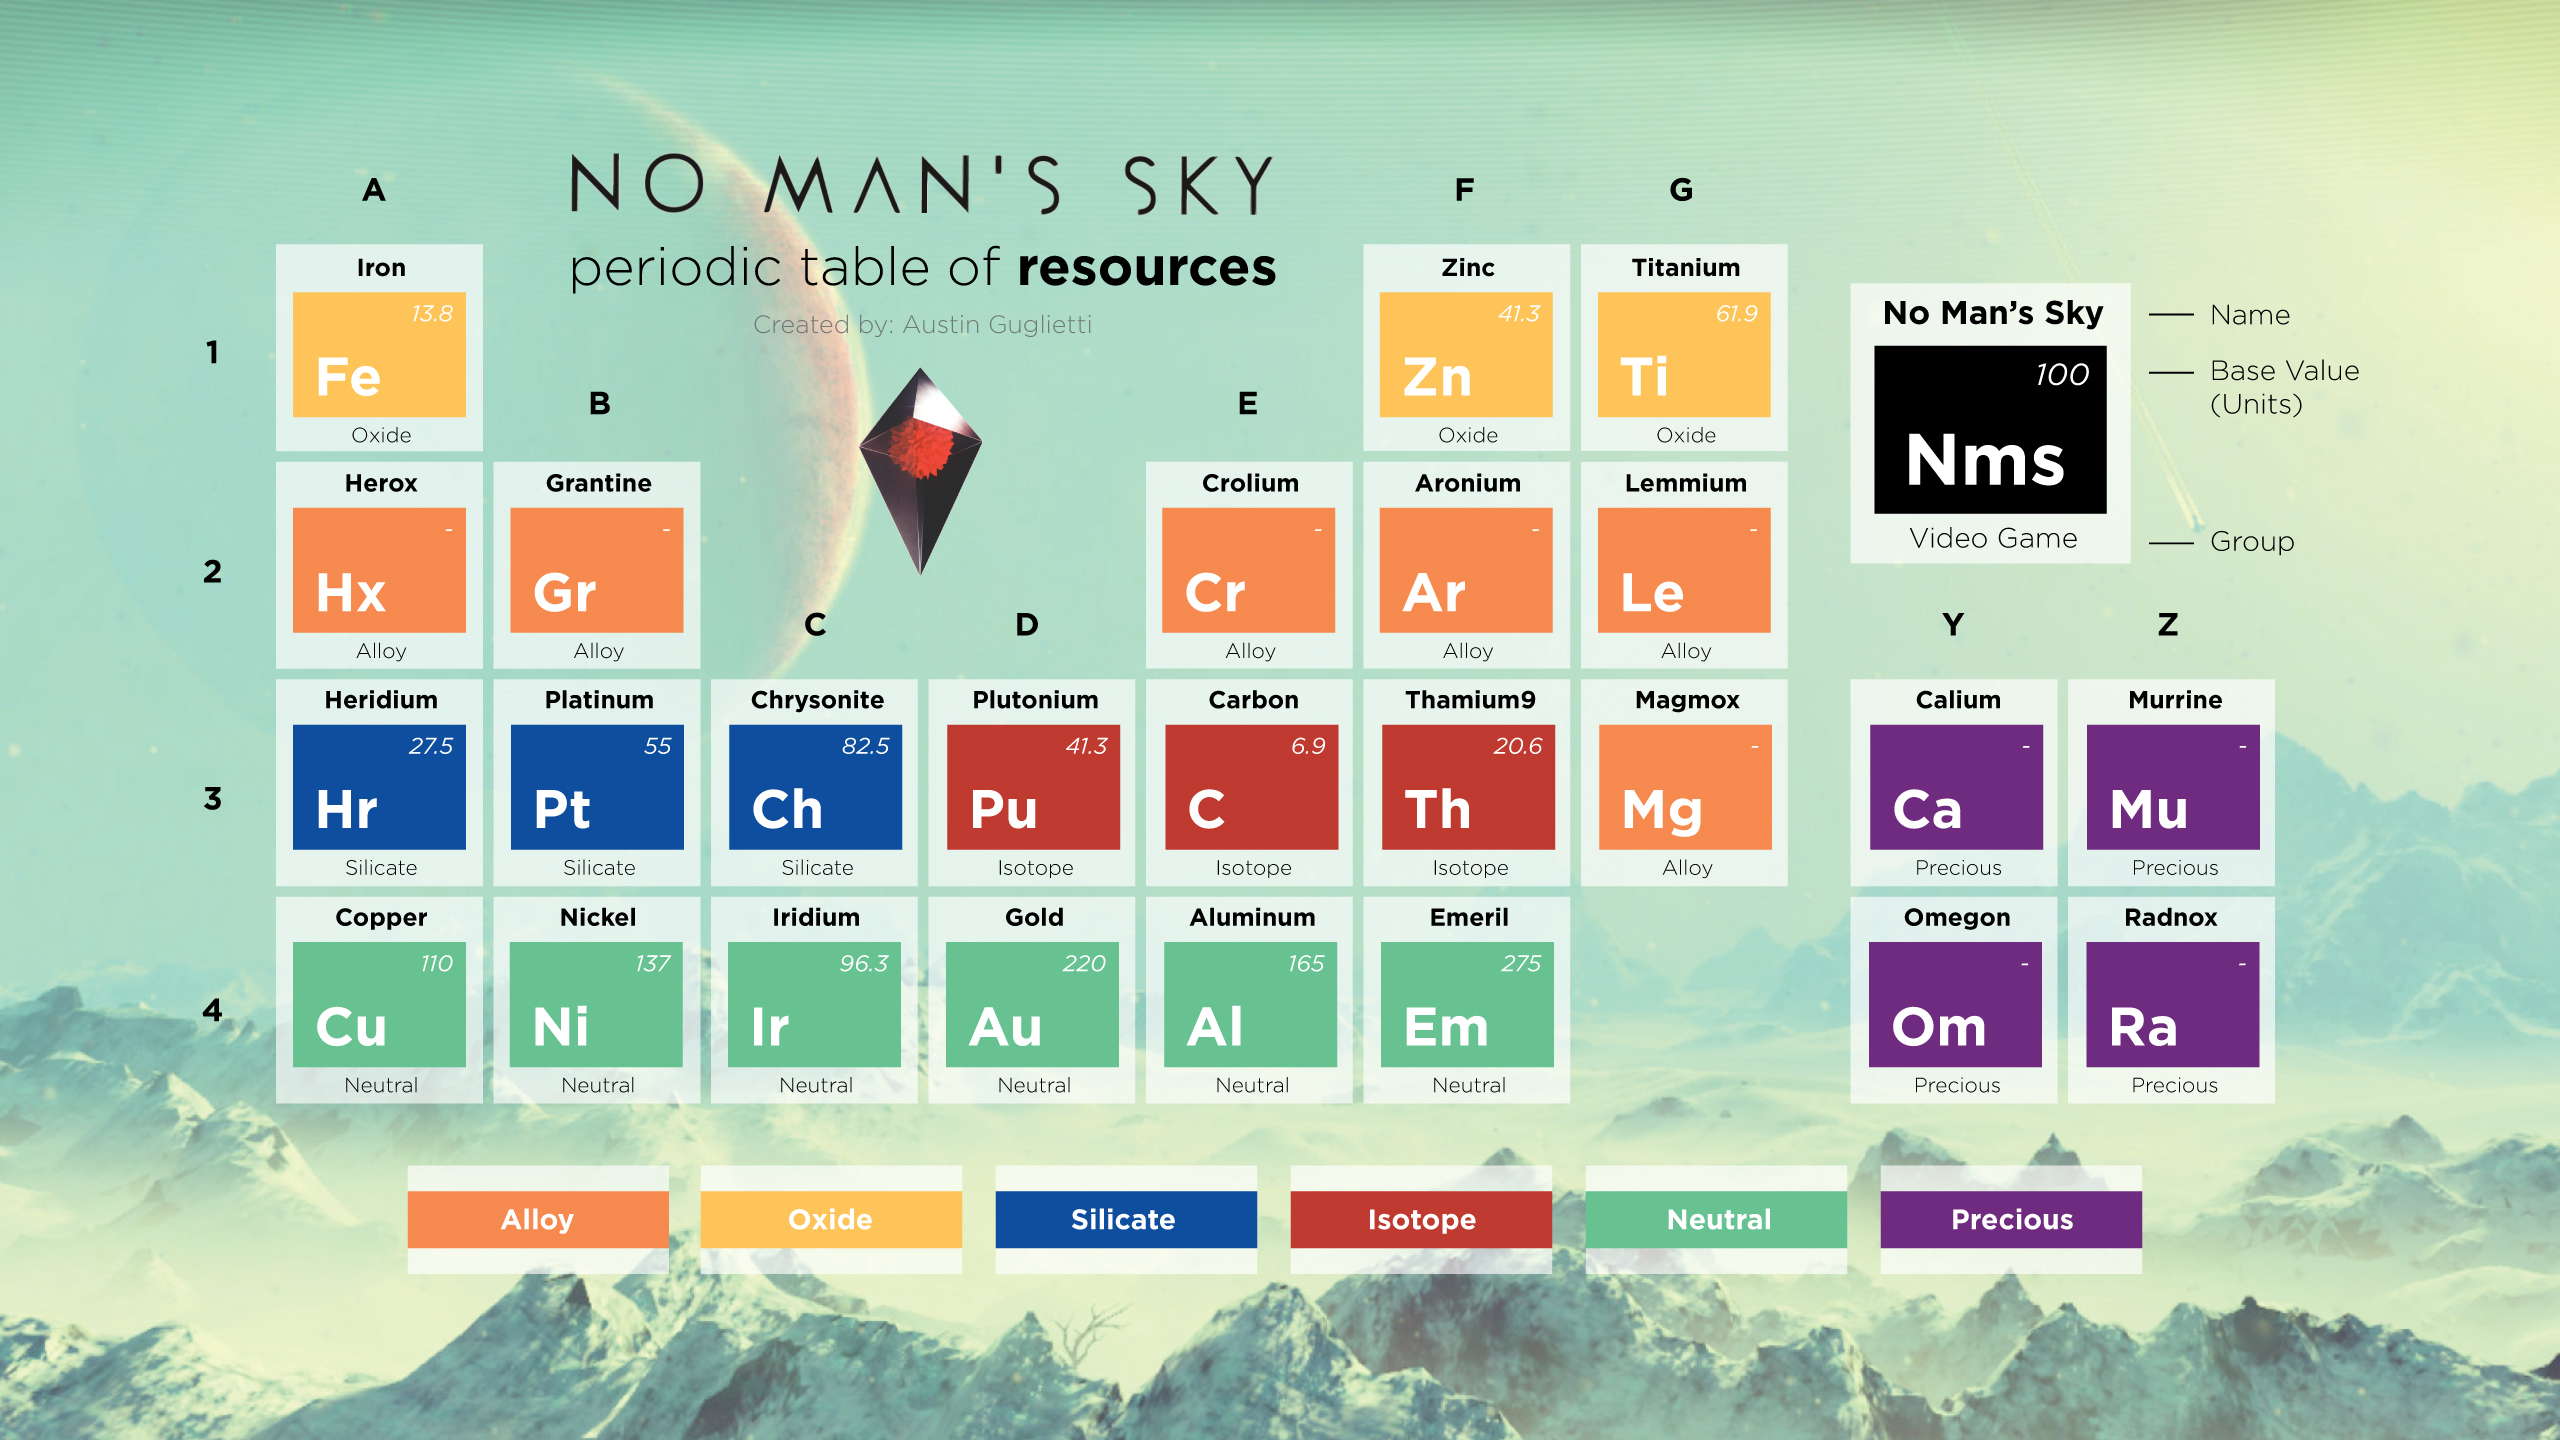 NO MAN'S SKY
periodic table of resources
Created by: Austin Guglietti
A
F
G
1
Iron
13.8
Fe
Oxide
Zinc
41.3
Zn
Oxide
Titanium
61.9
Ti
Oxide
No Man's Sky
100
Nms
Video Game
Name
Base Value
(Units)
Group
B
E
2
Herox
-
Hx
Alloy
Grantine
-
Gr
Alloy
Crolium
-
Cr
Alloy
Aronium
-
Ar
Alloy
Lemmium
-
Le
Alloy
C
D
Y
Z
3
Heridium
27.5
Hr
Silicate
Platinum
55
Pt
Silicate
Chrysonite
82.5
Ch
Silicate
Plutonium
41.3
Pu
Isotope
Carbon
6.9
C
Isotope
Thamium9
20.6
Th
Isotope
Magmox
-
Mg
Alloy
Calium
-
Ca
Precious
Murrine
-
Mu
Precious
4
Copper
110
Cu
Neutral
Nickel
137
Ni
Neutral
Iridium
96.3
Ir
Neutral
Gold
220
Au
Neutral
Aluminum
165
Al
Neutral
Emeril
275
Em
Neutral
Omegon
-
Om
Precious
Radnox
-
Ra
Precious
Alloy
Oxide
Silicate
Isotope
Neutral
Precious